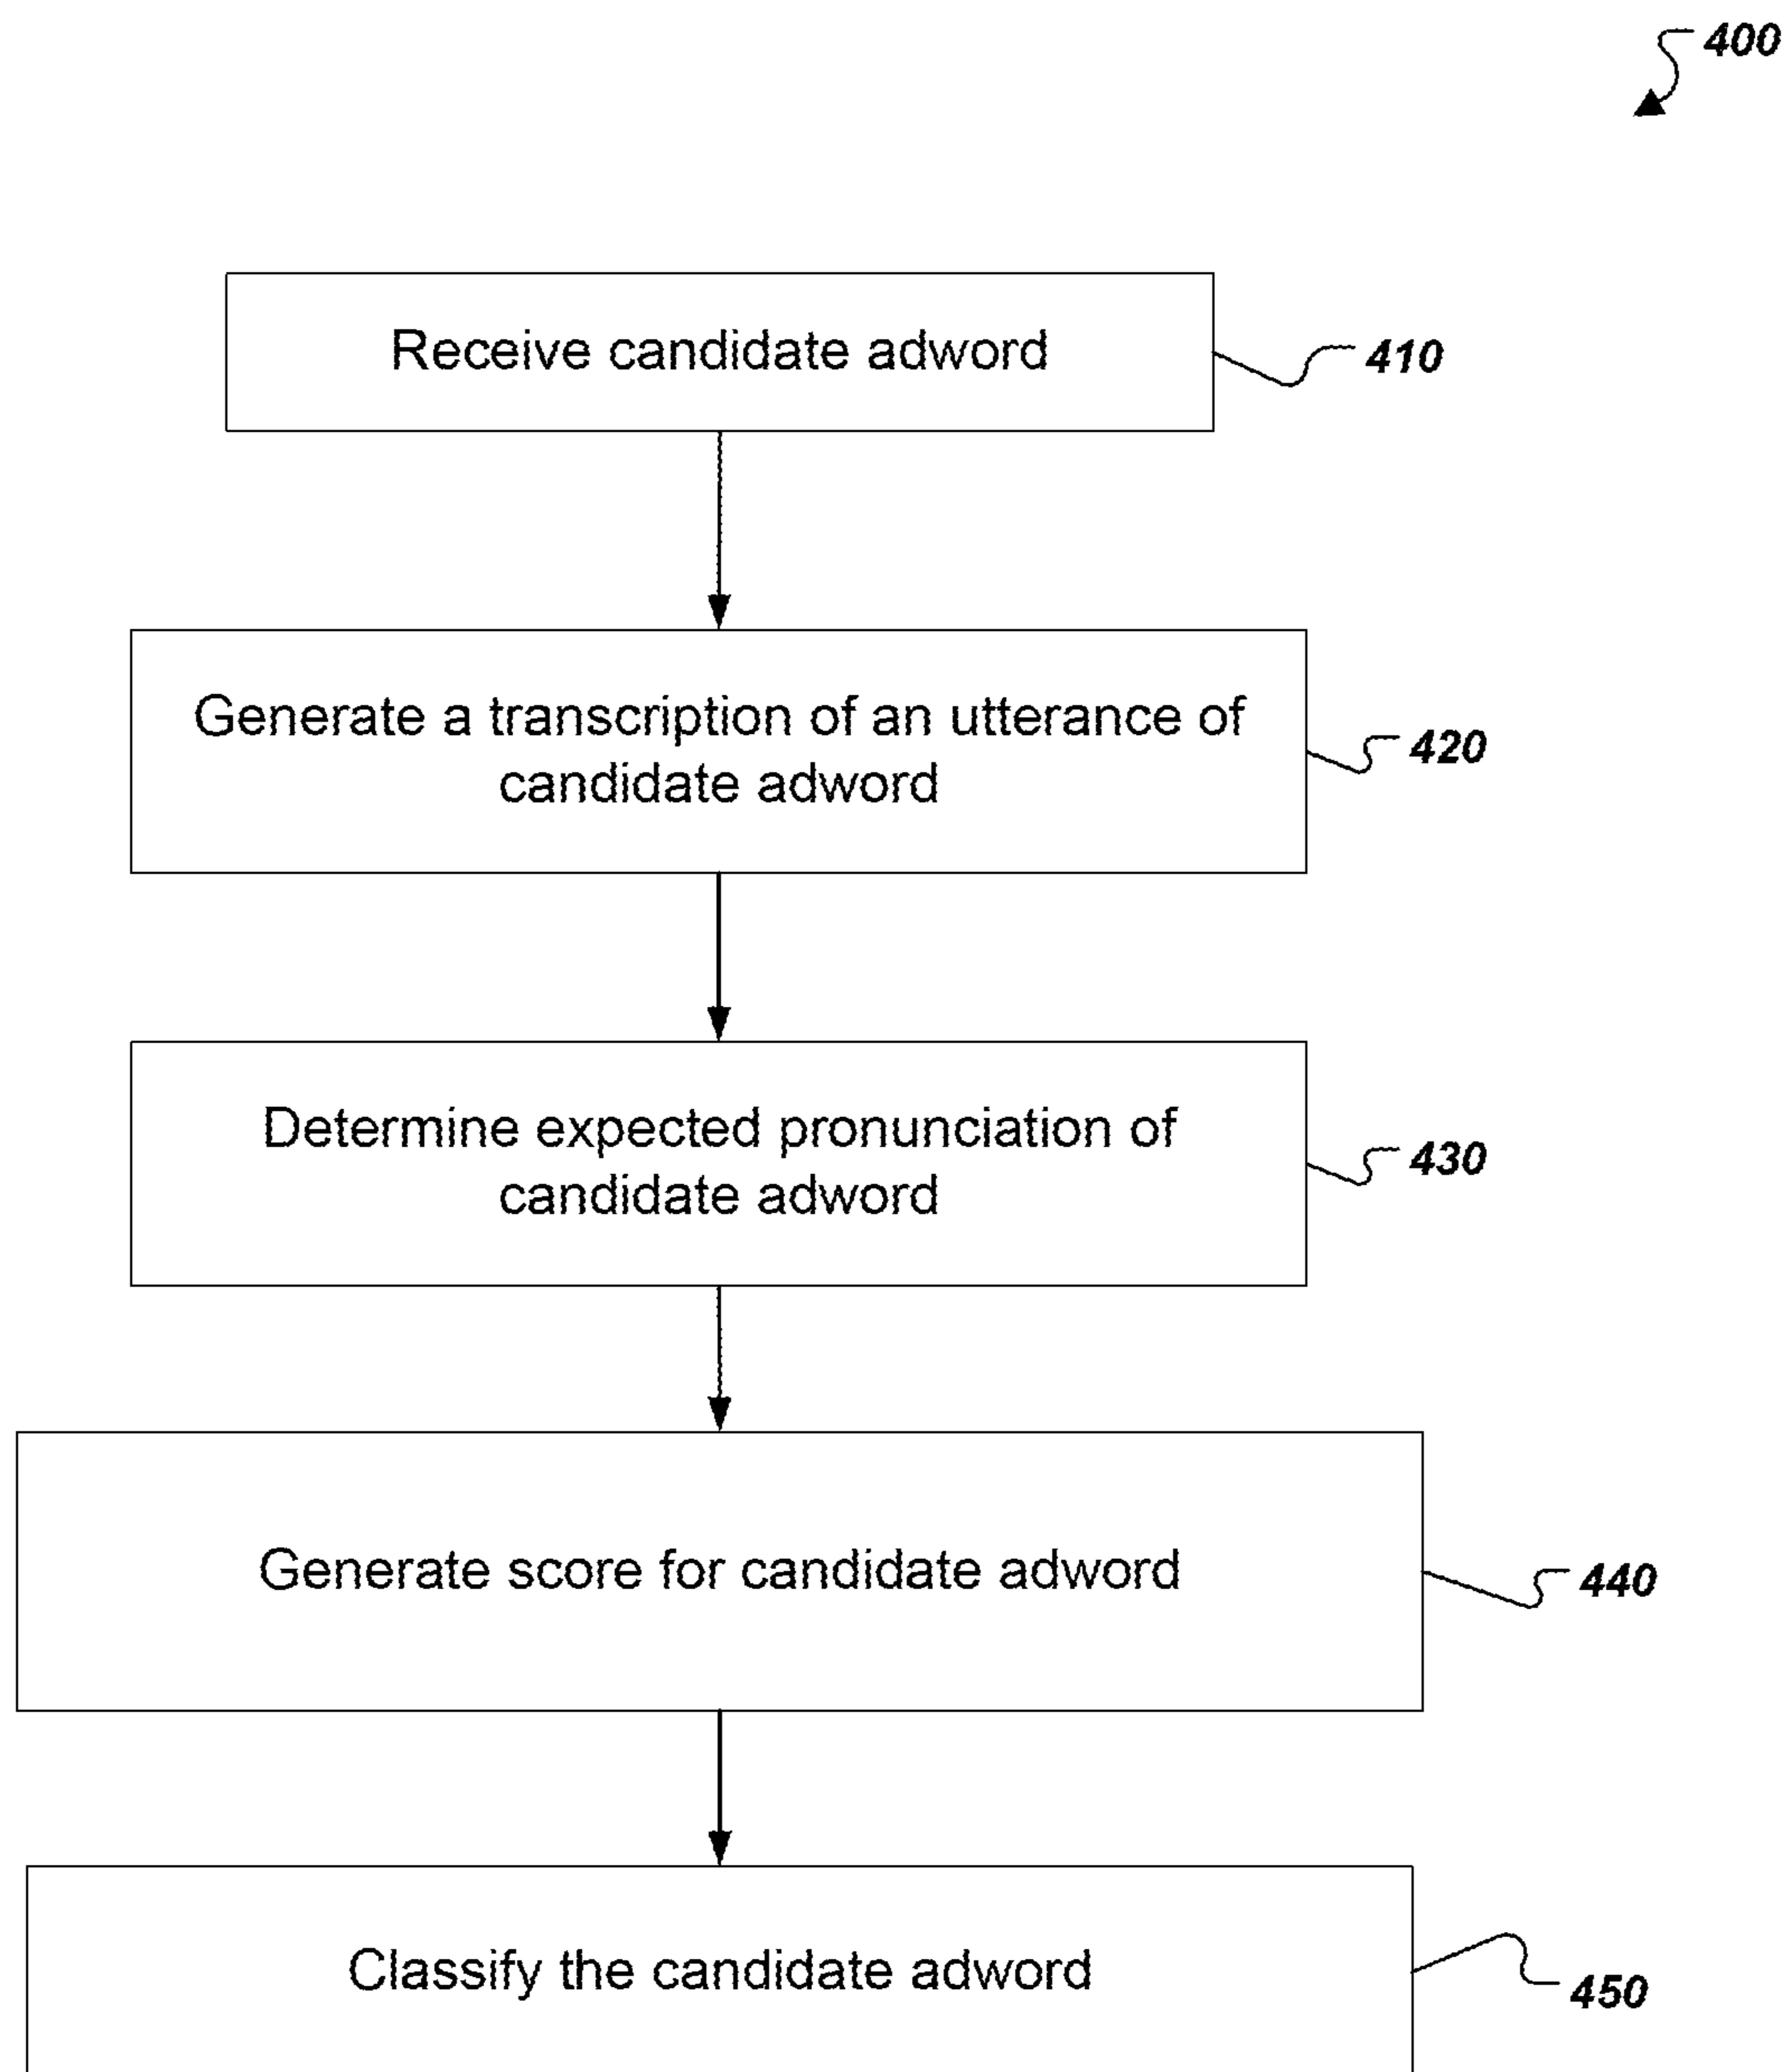 400
Receive candidate adword
410
Generate a transcription of an utterance of
candidate adword
420
Determine expected pronunciation of
candidate adword
430
Generate score for candidate adword
440
Classify the candidate adword
450